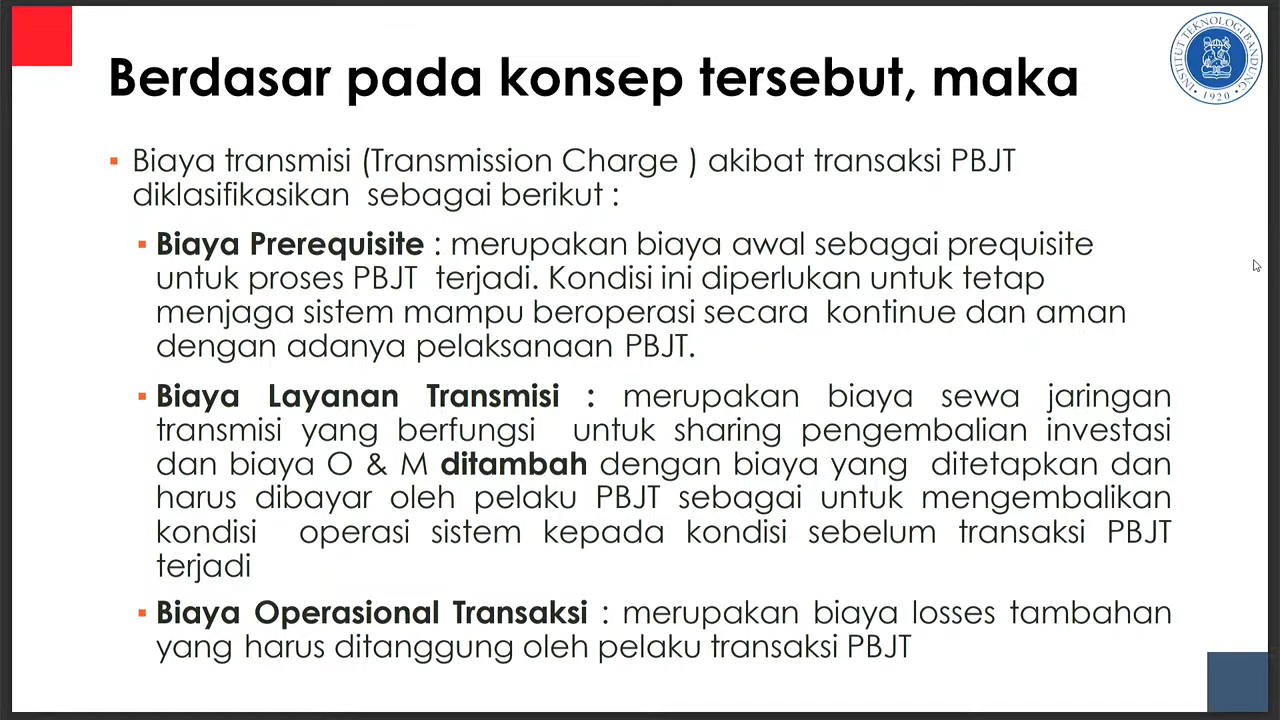 Berdasar pada konsep tersebut, maka
INSTITUT TEKNOLOGI BANDUNG
1920
▪ Biaya transmisi (Transmission Charge ) akibat transaksi PBJT
diklasifikasikan sebagai berikut :
▪ Biaya Prerequisite : merupakan biaya awal sebagai prequisite
untuk proses PBJT terjadi. Kondisi ini diperlukan untuk tetap
menjaga sistem mampu beroperasi secara kontinue dan aman
dengan adanya pelaksanaan PBJT.
▪ Biaya Layanan Transmisi : merupakan biaya sewa jaringan
transmisi yang berfungsi untuk sharing pengembalian investasi
dan biaya O & M ditambah dengan biaya yang ditetapkan dan
harus dibayar oleh pelaku PBJT sebagai untuk mengembalikan
kondisi operasi sistem kepada kondisi sebelum transaksi PBJT
terjadi
▪ Biaya Operasional Transaksi : merupakan biaya losses tambahan
yang harus ditanggung oleh pelaku transaksi PBJT